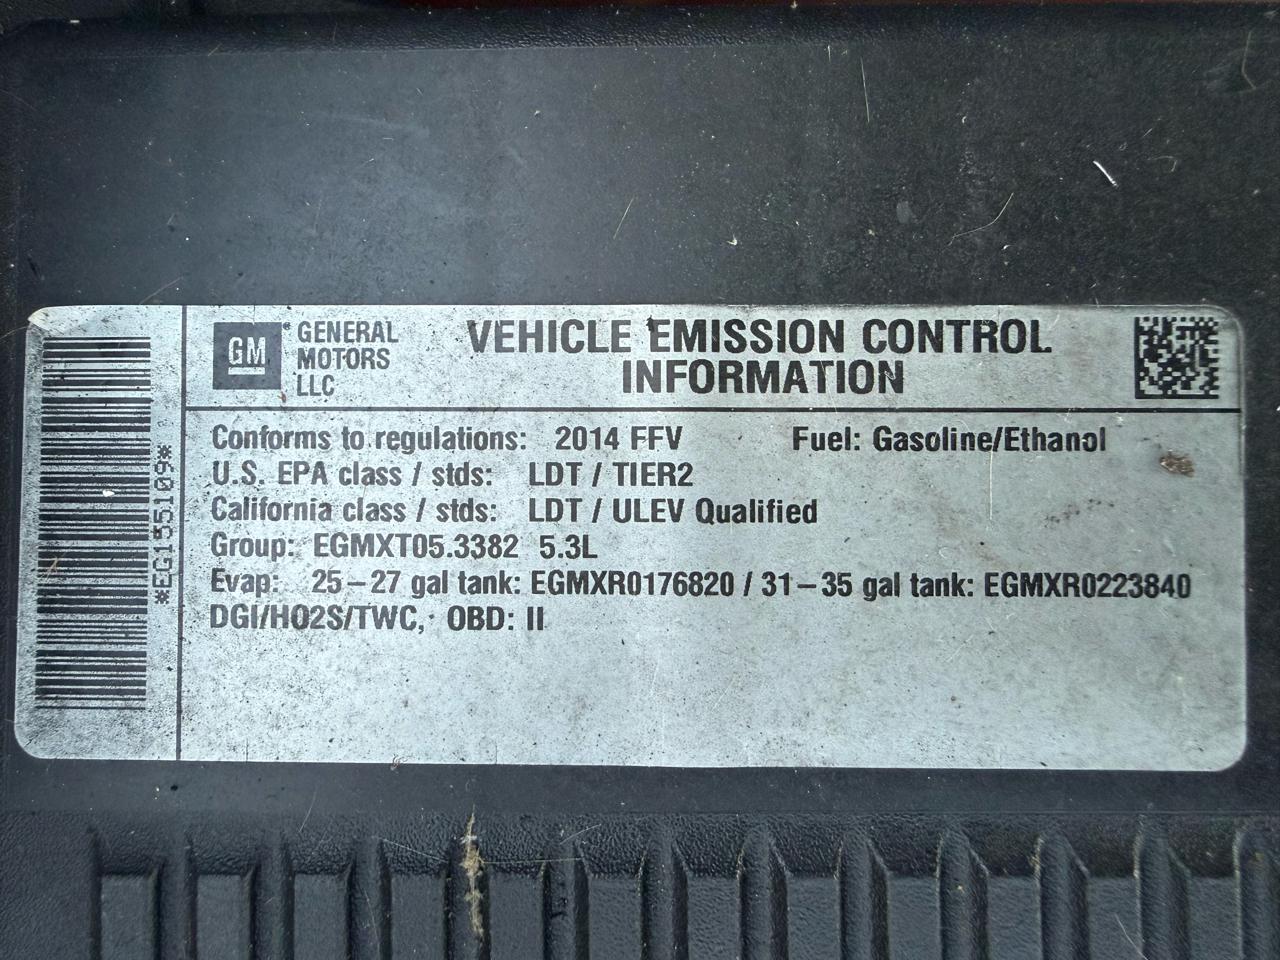 *EG155109*
GM
GENERAL
MOTORS
LLC
VEHICLE EMISSION CONTROL
INFORMATION
Conforms to regulations: 2014 FFV Fuel: Gasoline/Ethanol
U.S. EPA class / stds: LDT / TIER2
California class / stds: LDT / ULEV Qualified
Group: EGMXT05.3382 5.3L
Evap: 25-27 gal tank: EGMXR0176820 / 31-35 gal tank: EGMXR0223840
DGI/HO2S/TWC, OBD: II